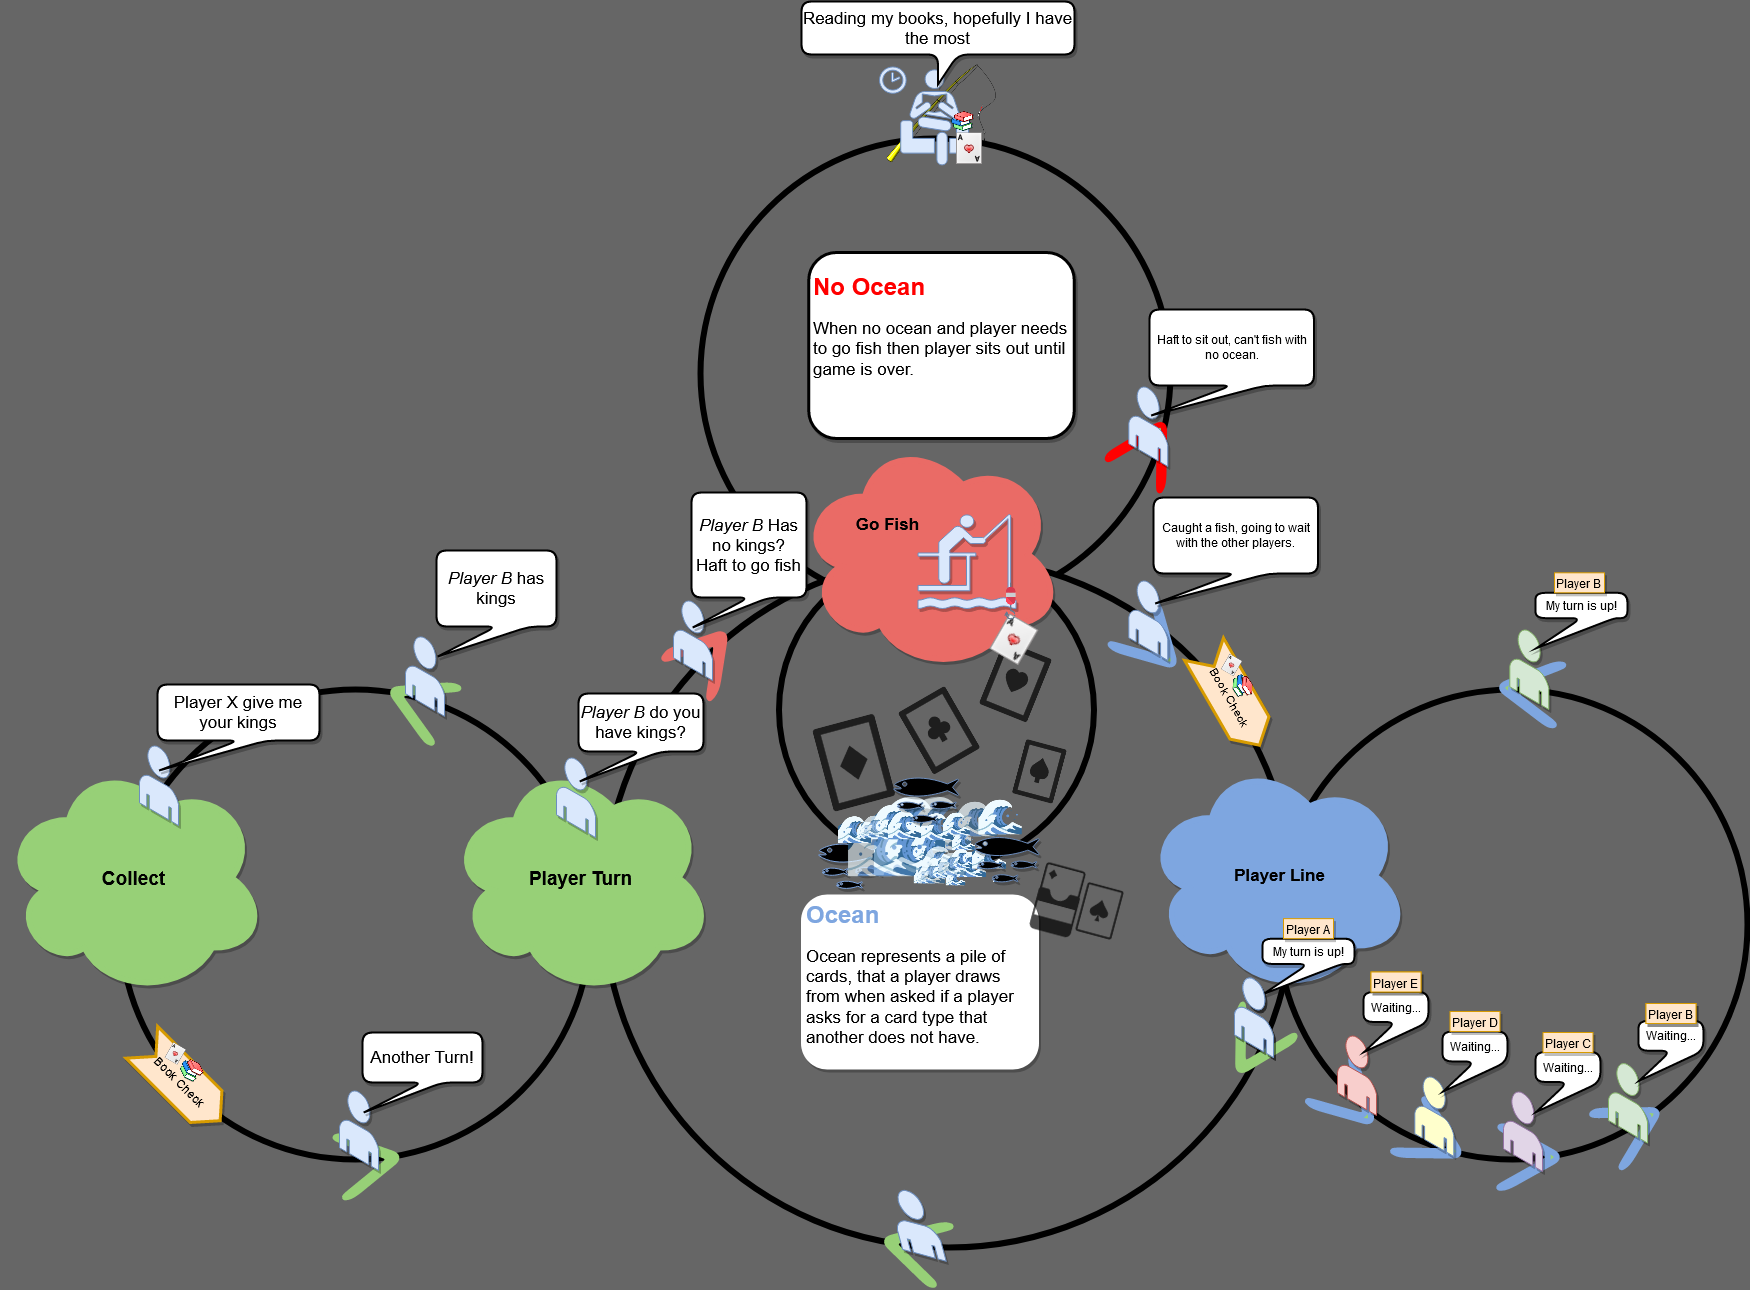 Reading my books, hopefully I have
the most
No Ocean
When no ocean and player needs
to go fish then player sits out until
game is over.
Haft to sit out, can't fish with
no ocean.
Player B Has
no kings?
Haft to go fish
Go Fish
Caught a fish, going to wait
with the other players.
Player B has
kings
Player B
My turn is up!
Player X give me
your kings
Player B do you
have kings?
Book Check
A
A
A
A
Collect
Player Turn
Player Line
Ocean
Ocean represents a pile of
cards, that a player draws
from when asked if a player
asks for a card type that
another does not have.
Player A
My turn is up!
Player E
Waiting...
Player D
Waiting...
Player C
Waiting...
Player B
Waiting...
Book Check
Another Turn!